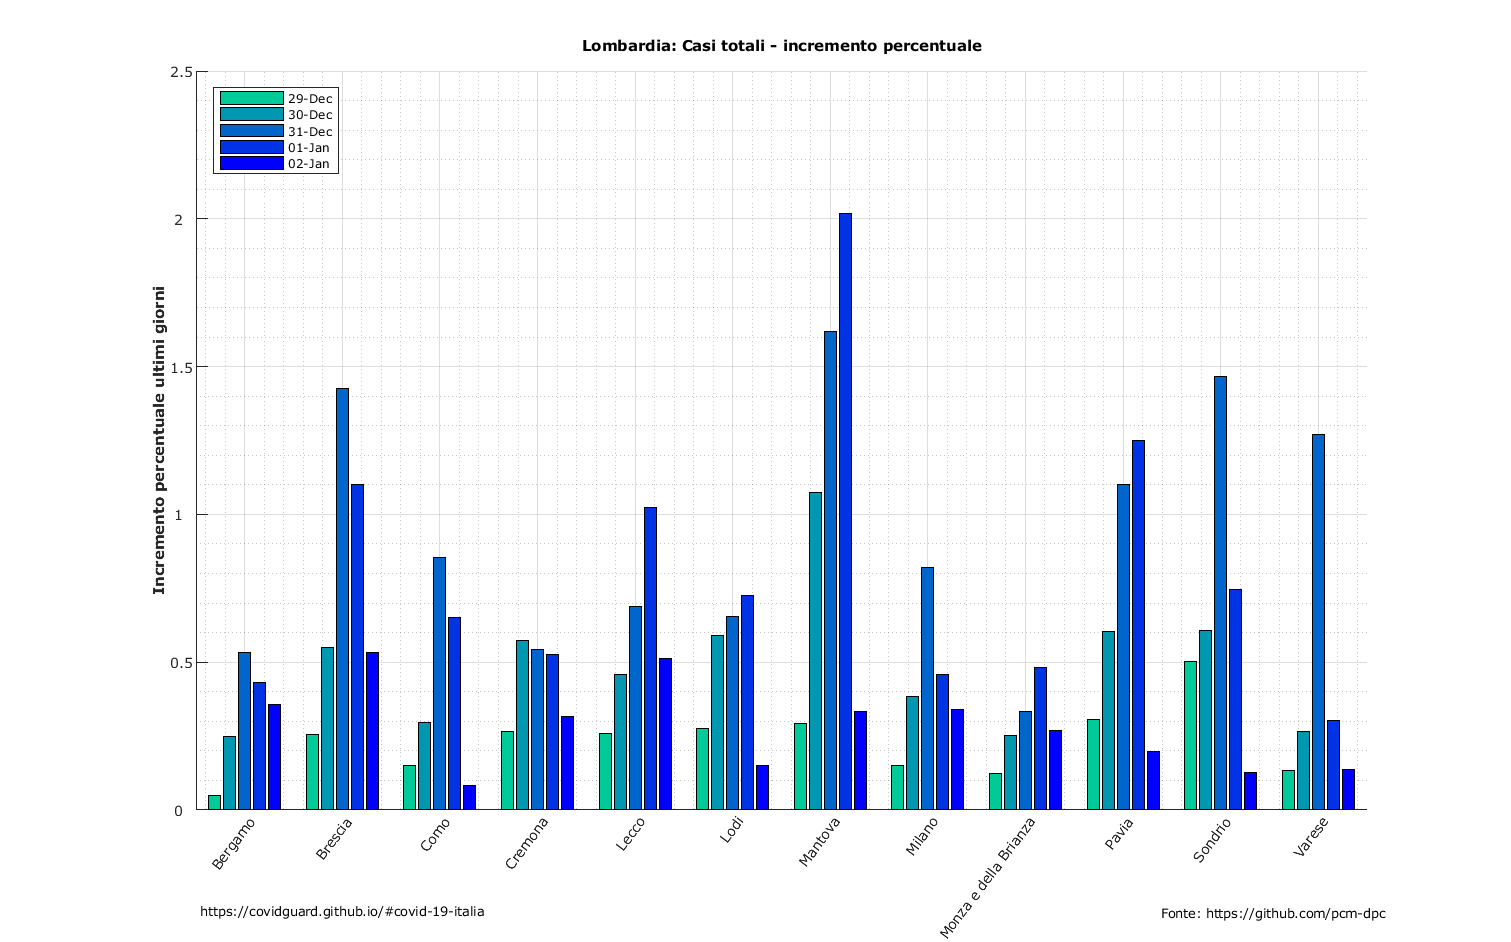 Lombardia: Casi totali - incremento percentuale
Incremento percentuale ultimi giorni
2.5
2
1.5
1
0.5
0
29-Dec
30-Dec
31-Dec
01-Jan
02-Jan
Bergamo
Brescia
Como
Cremona
Lecco
Lodi
Mantova
Milano
Monza e della Brianza
Pavia
Sondrio
Varese
https://covidguard.github.io/#covid-19-italia
Fonte: https://github.com/pcm-dpc